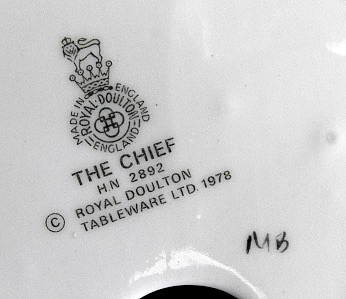 MADE IN ENGLAND
ROYAL · DOULTON
ENGLAND
THE CHIEF
H.N 2892
© ROYAL DOULTON
TABLEWARE LTD. 1978
MB